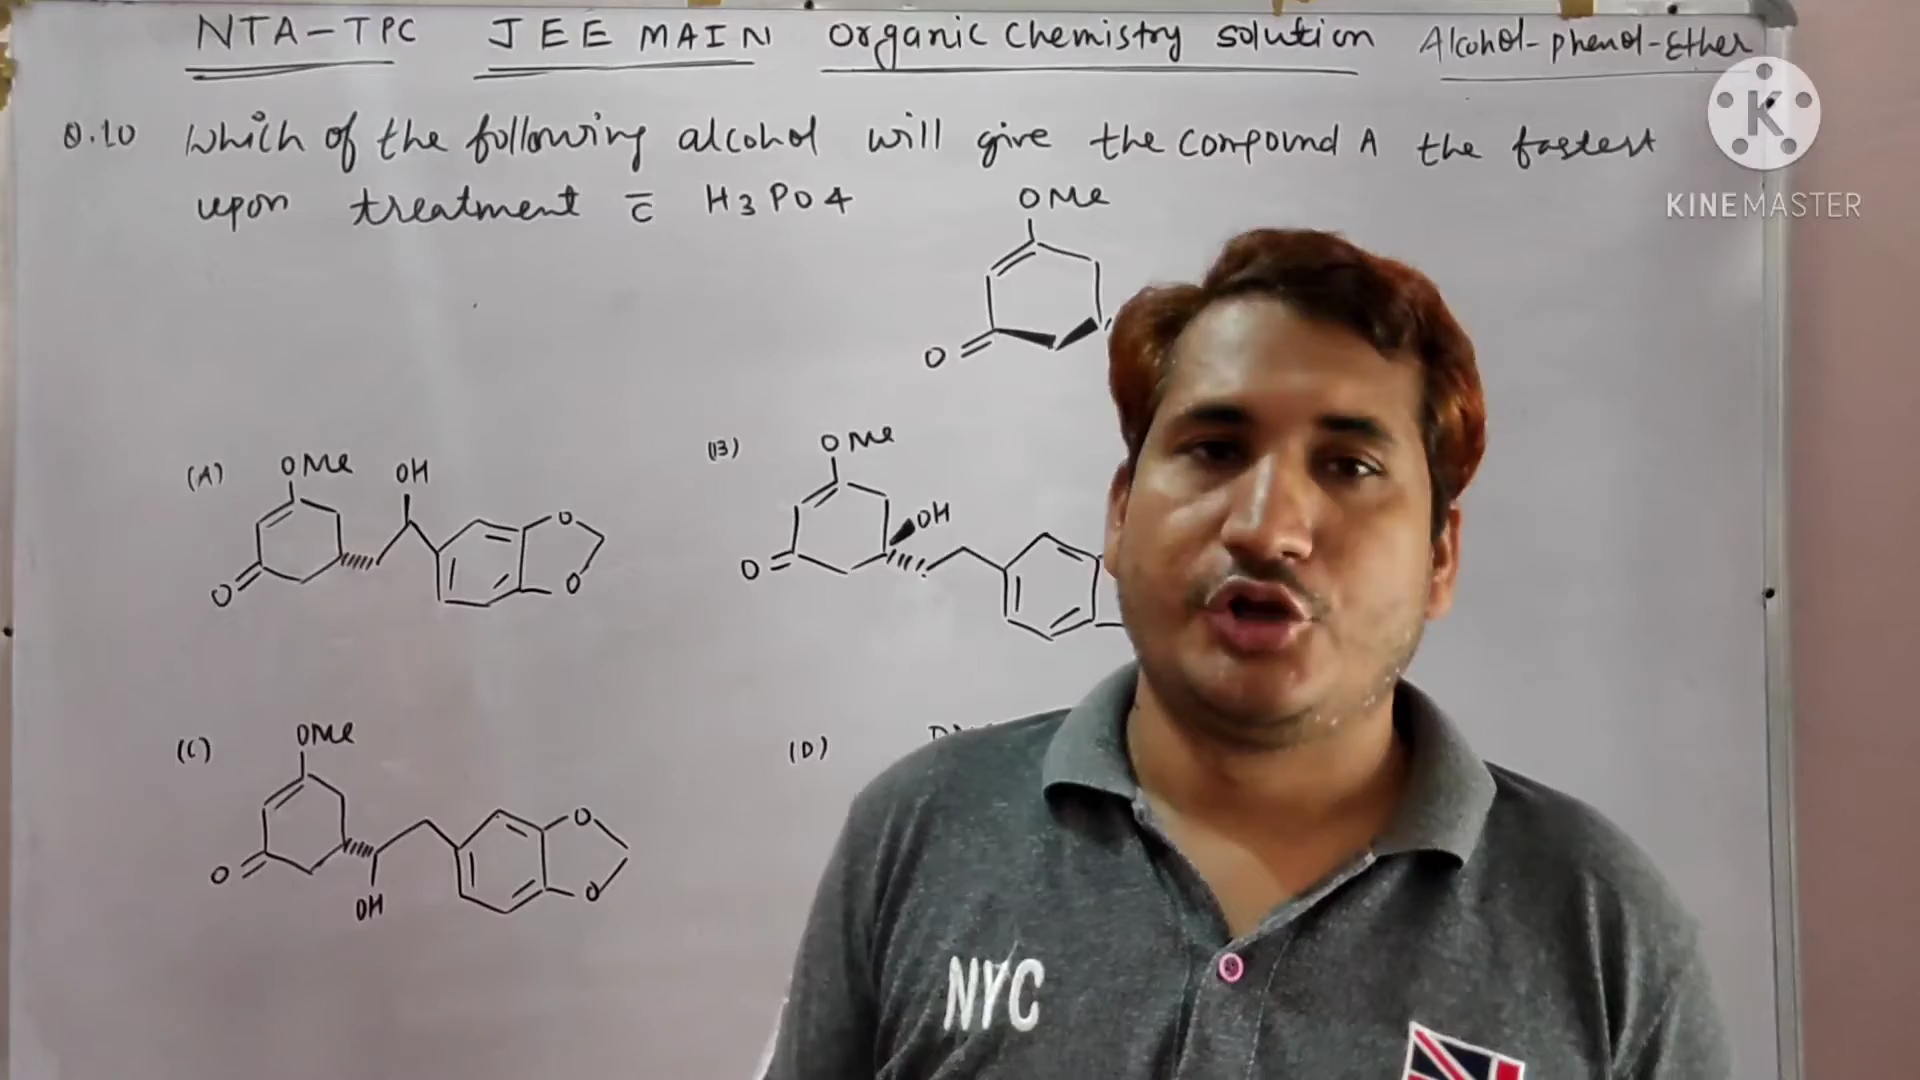 NTA-TPC JEE MAIN Organic Chemistry solution Alcohol-phenol-Ether
K
KINEMASTER
Q.10 Which of the following alcohol will give the compound A the fastest
upon treatment c̄ H3PO4
OMe
O
(A) OMe OH
O
O
O
(B) OMe
OH
O
(C) OMe
O
O
O
OH
(D)
NYC